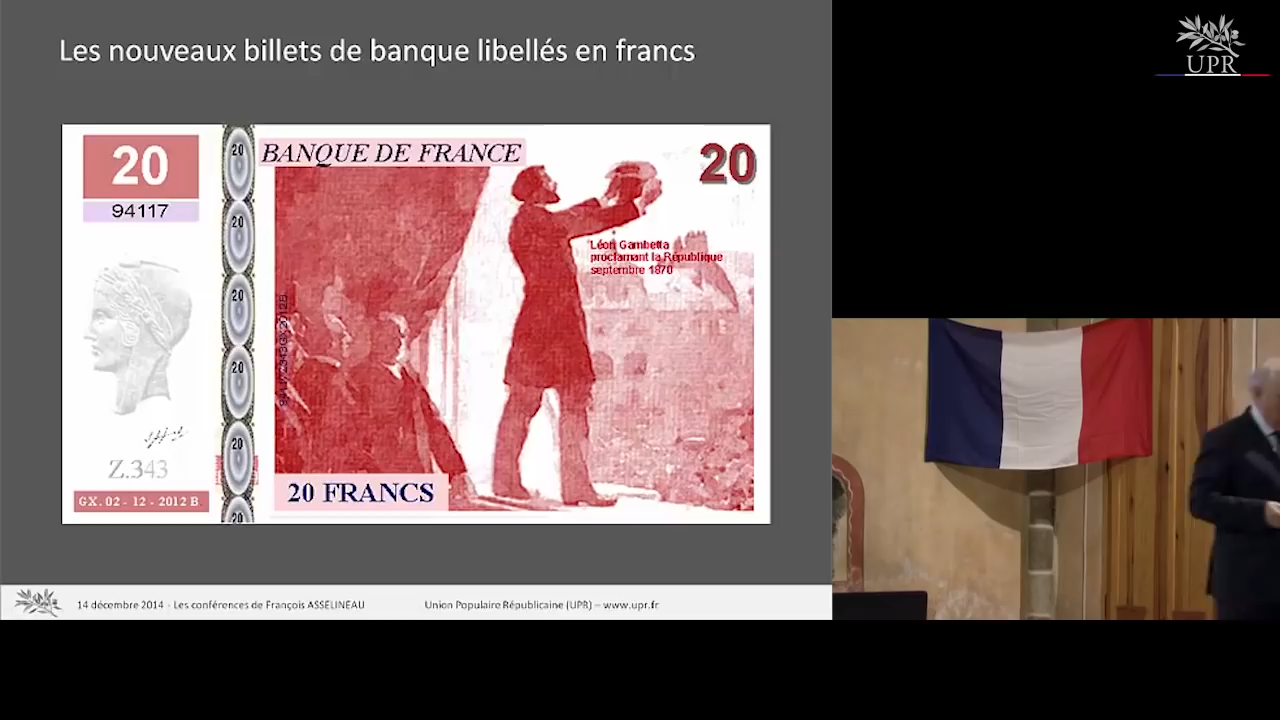 Les nouveaux billets de banque libellés en francs
UPR
20
94117
BANQUE DE FRANCE
20
20
20
20
20
20
20
Léon Gambetta
proclamant la République
septembre 1870
Z.343
GX. 02 - 12 - 2012 B
20 FRANCS
14 décembre 2014 - Les conférences de François ASSELINEAU
Union Populaire Républicaine (UPR) – www.upr.fr